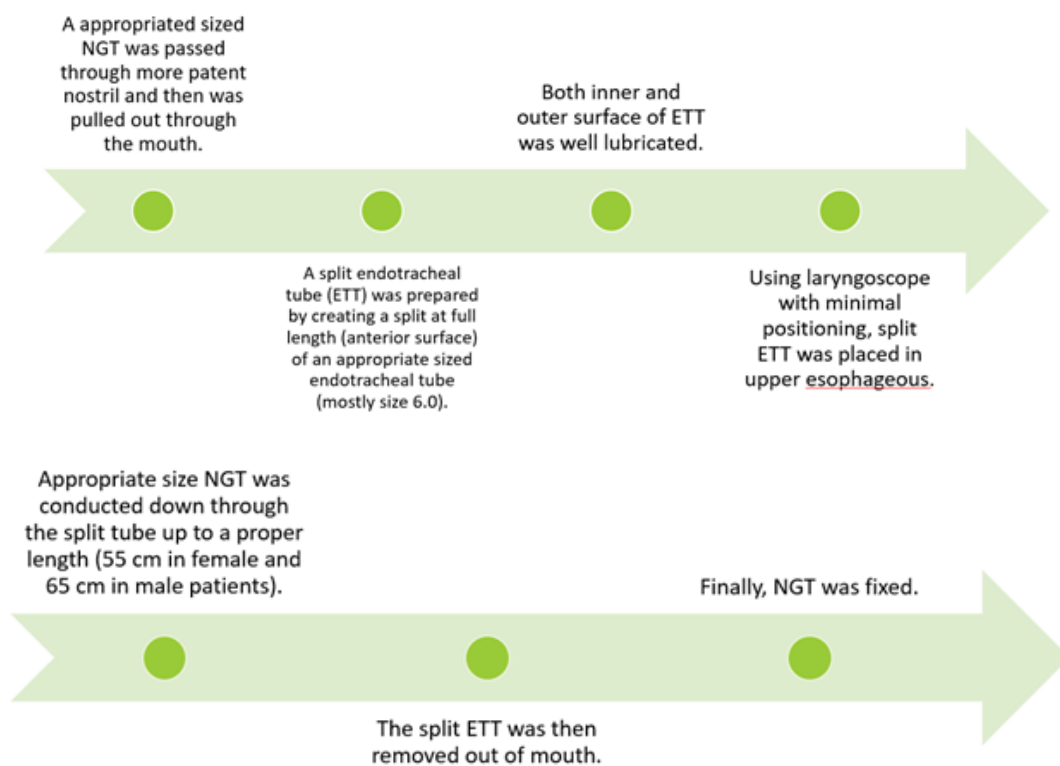 A appropriated sized
NGT was passed
through more patent
nostril and then was
pulled out through
the mouth.
A split endotracheal
tube (ETT) was prepared
by creating a split at full
length (anterior surface)
of an appropriate sized
endotracheal tube
(mostly size 6.0).
Both inner and
outer surface of ETT
was well lubricated.
Using laryngoscope
with minimal
positioning, split
ETT was placed in
upper esophageous.
Appropriate size NGT was
conducted down through
the split tube up to a proper
length (55 cm in female and
65 cm in male patients).
The split ETT was then
removed out of mouth.
Finally, NGT was fixed.